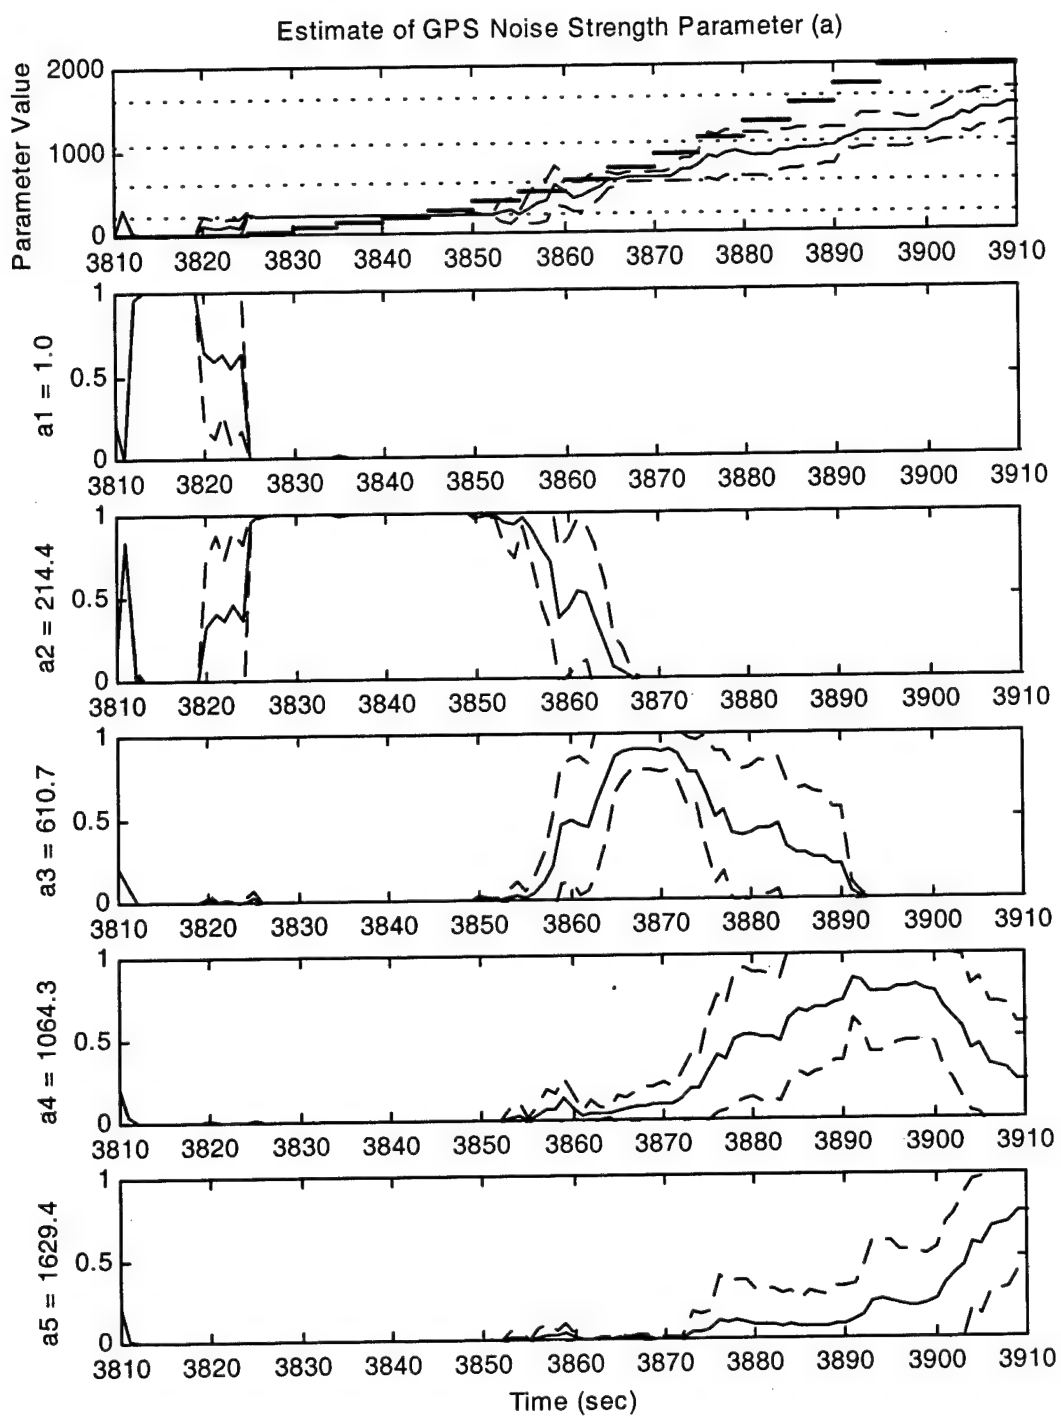 Estimate of GPS Noise Strength Parameter (a)
Parameter Value
2000
1000
0
3810 3820 3830 3840 3850 3860 3870 3880 3890 3900 3910
a1 = 1.0
1
0.5
0
3810 3820 3830 3840 3850 3860 3870 3880 3890 3900 3910
a2 = 214.4
1
0.5
0
3810 3820 3830 3840 3850 3860 3870 3880 3890 3900 3910
a3 = 610.7
1
0.5
0
3810 3820 3830 3840 3850 3860 3870 3880 3890 3900 3910
a4 = 1064.3
1
0.5
0
3810 3820 3830 3840 3850 3860 3870 3880 3890 3900 3910
a5 = 1629.4
1
0.5
0
3810 3820 3830 3840 3850 3860 3870 3880 3890 3900 3910
Time (sec)